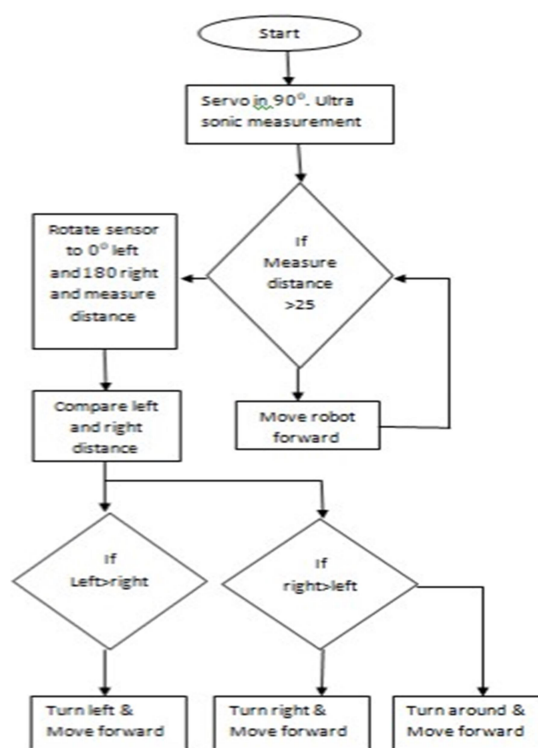 Start
Servo in 90°. Ultra
sonic measurement
Rotate sensor
to 0° left
and 180 right
and measure
distance
If
Measure
distance
>25
Compare left
and right
distance
Move robot
forward
If
Left>right
If
right>left
Turn left &
Move forward
Turn right &
Move forward
Turn around &
Move forward